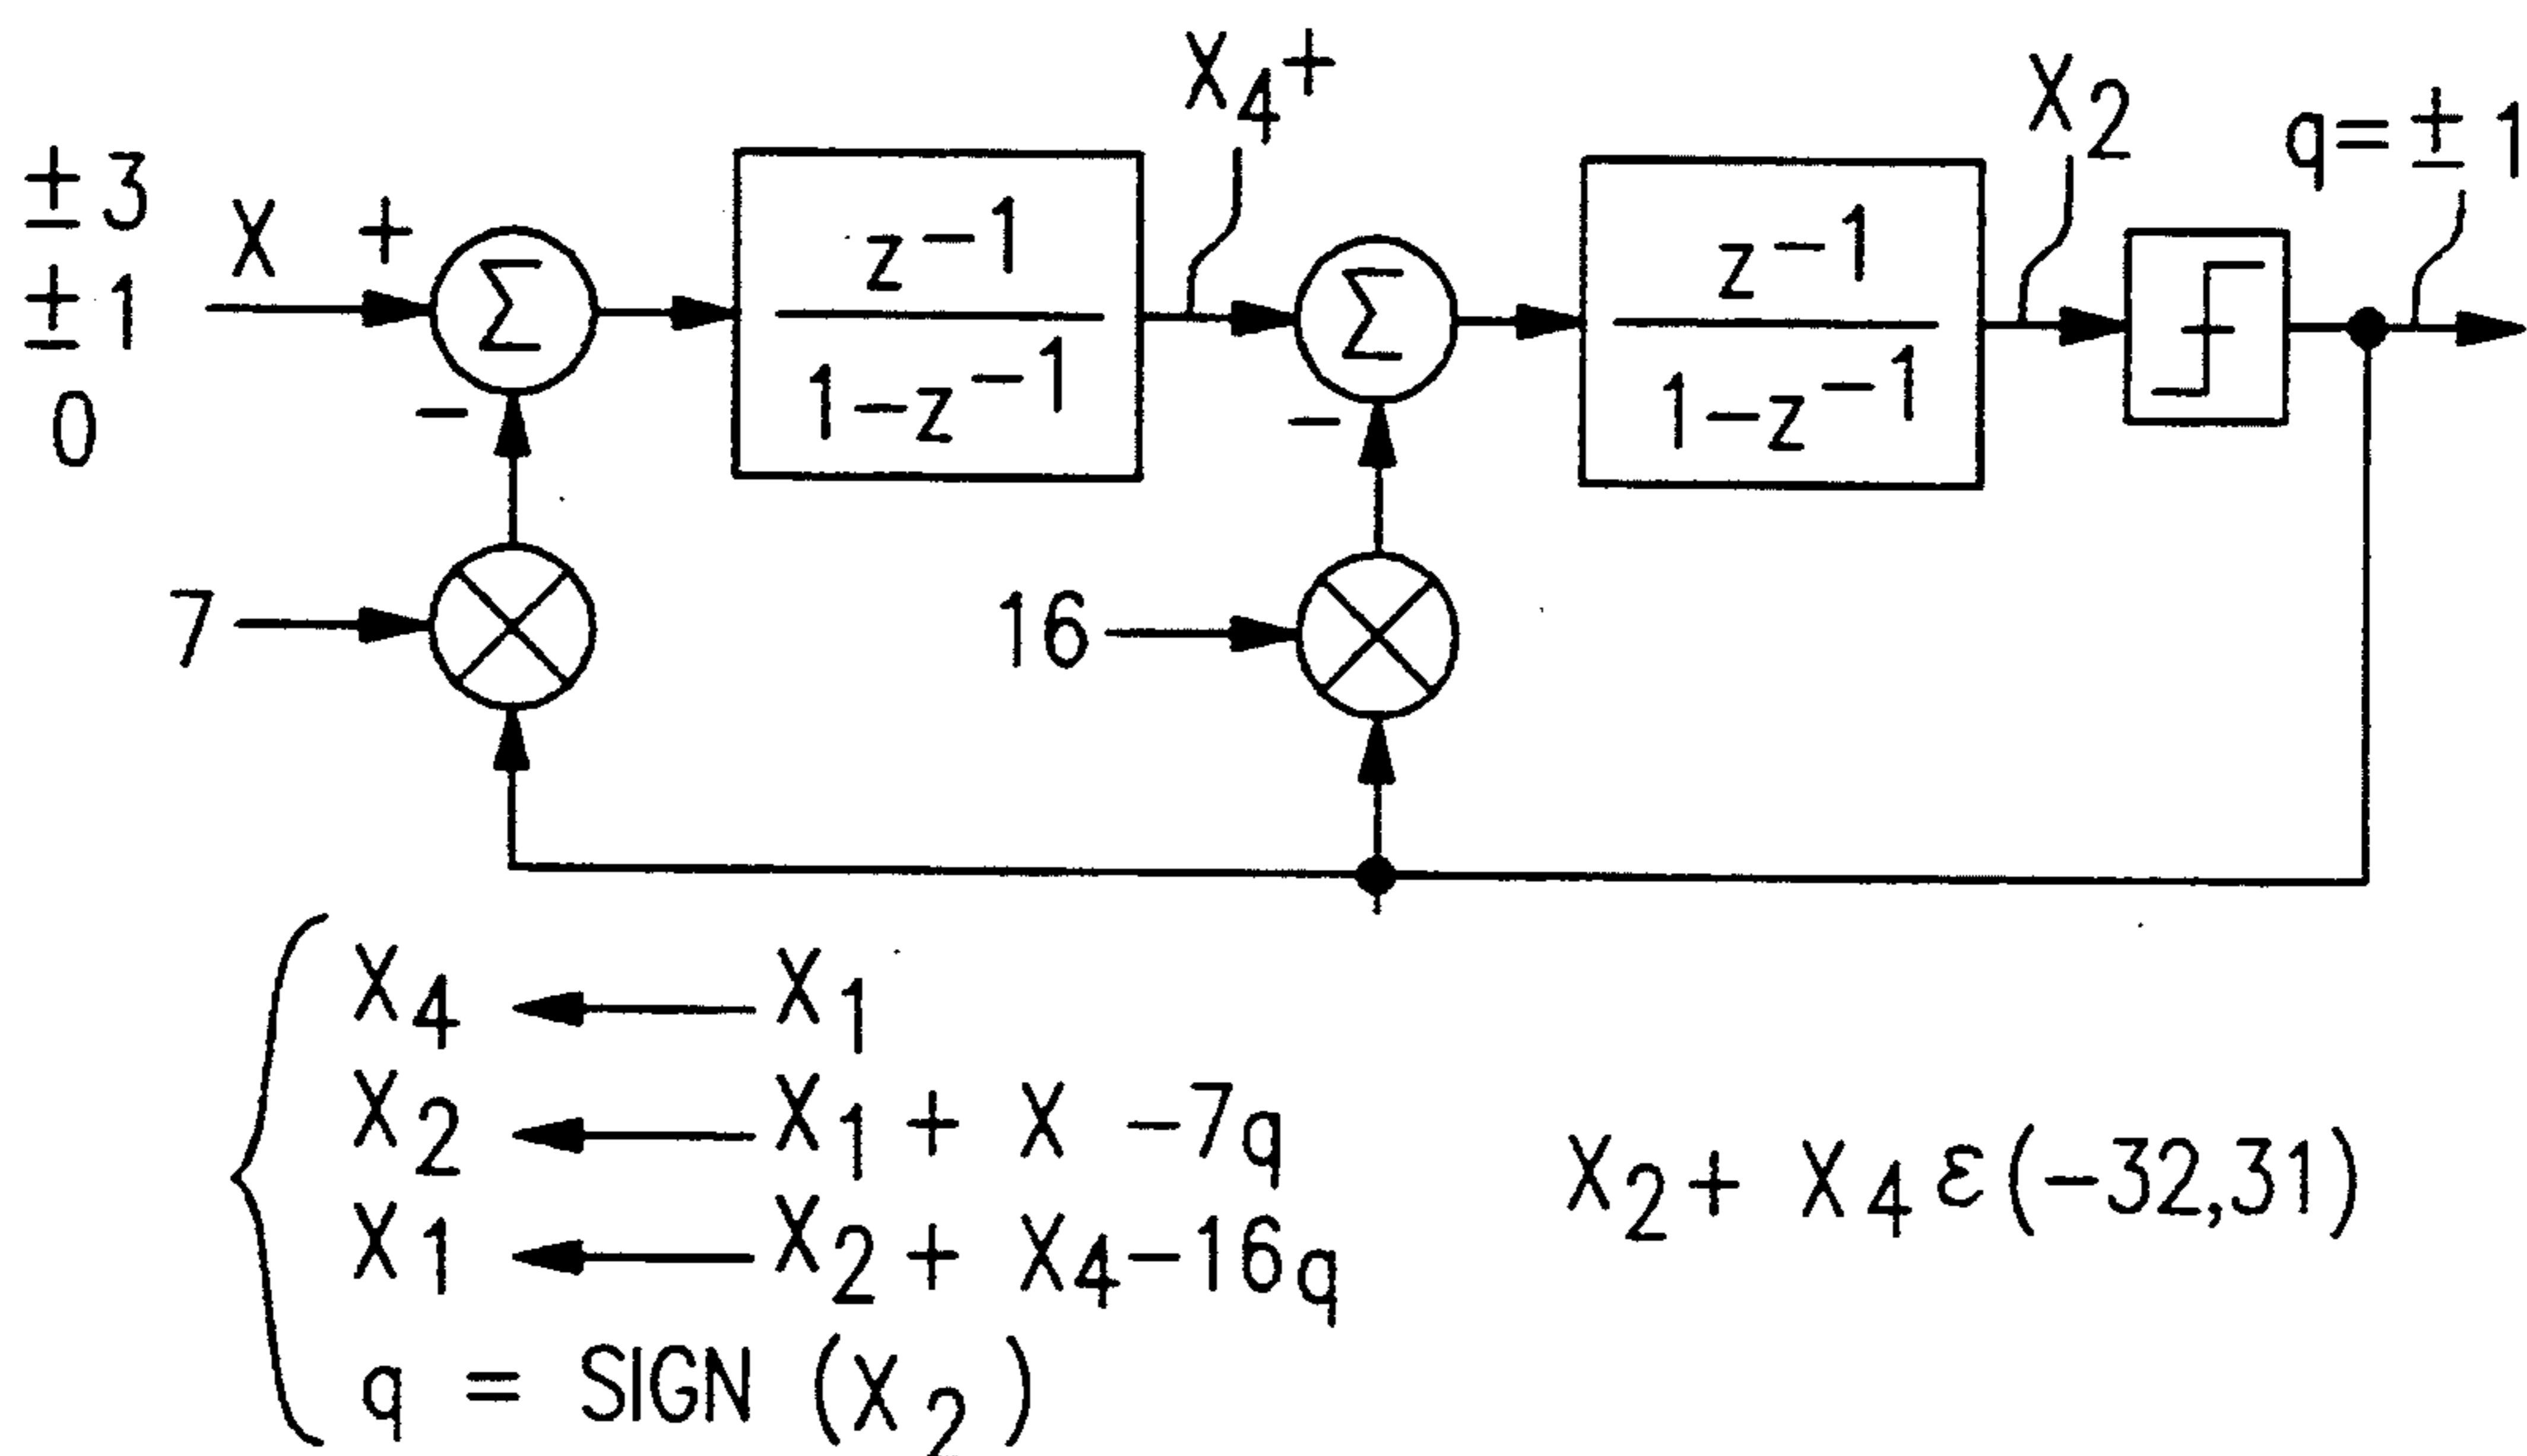 ±3
±1
0
X +
Σ
−
z⁻¹
1−z⁻¹
X₄+
Σ
−
z⁻¹
1−z⁻¹
X₂
q=±1
7
16
X₄ ← X₁
X₂ ← X₁ + X −7q
X₁ ← X₂ + X₄−16q
q = SIGN (X₂)
X₂+ X₄ ε(−32,31)